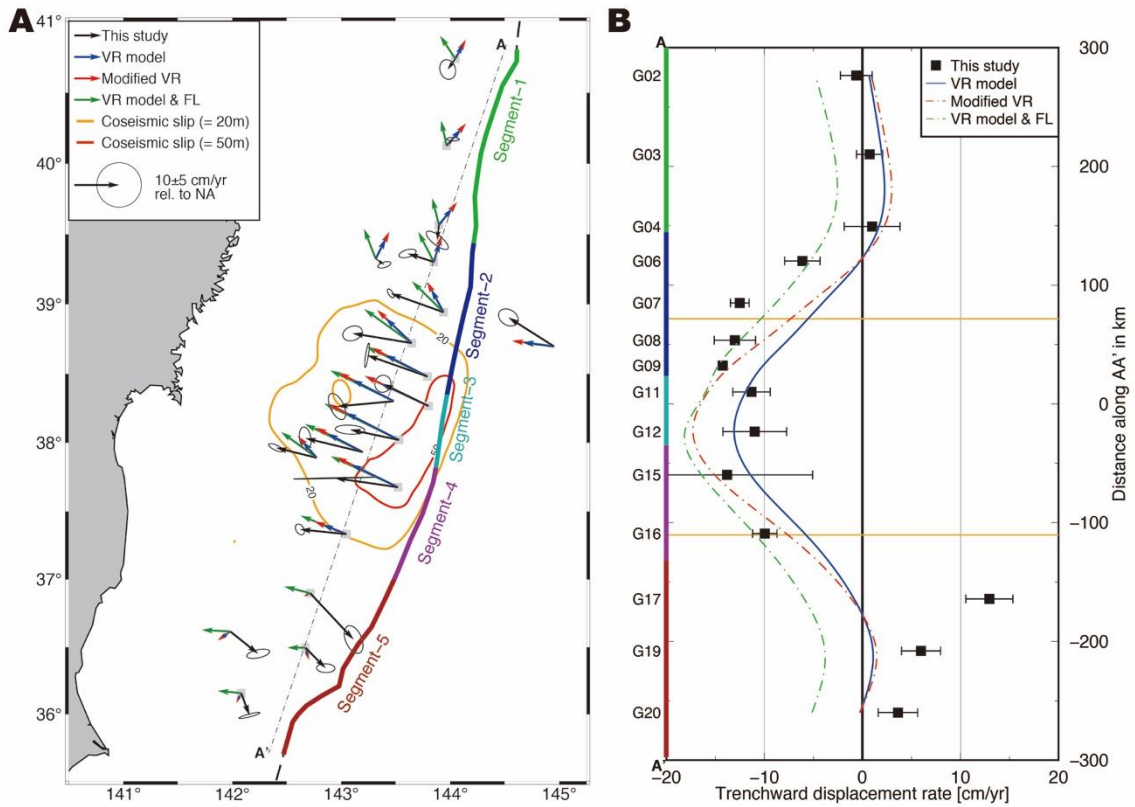 A
B
This study
VR model
Modified VR
VR model & FL
Coseismic slip (= 20m)
Coseismic slip (= 50m)
10±5 cm/yr
rel. to NA
41°
40°
39°
38°
37°
36°
141°
142°
143°
144°
145°
A
A'
Segment-1
Segment-2
Segment-3
Segment-4
Segment-5
20
20
50
A
G02
G03
G04
G06
G07
G08
G09
G11
G12
G15
G16
G17
G19
G20
A'
This study
VR model
Modified VR
VR model & FL
300
200
100
0
−100
−200
−300
Distance along AA' in km
−20
−10
0
10
20
Trenchward displacement rate [cm/yr]